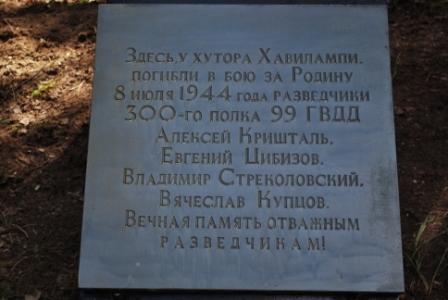 Здесь, у хутора Хавилампи,
погибли в бою за Родину
8 июля 1944 года разведчики
300-го полка 99 ГВДД
Алексей Кришталь,
Евгений Цибизов,
Владимир Стреколовский,
Вячеслав Купцов.
Вечная память отважным
разведчикам!